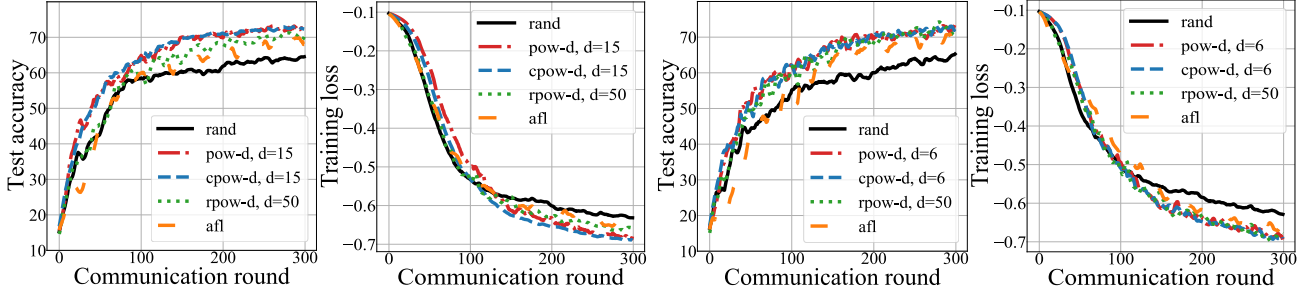 Test accuracy
70
60
50
40
30
20
10
0
100
200
300
Communication round
rand
pow-d, d=15
cpow-d, d=15
rpow-d, d=50
afl
Training loss
−0.1
−0.2
−0.3
−0.4
−0.5
−0.6
−0.7
0
100
200
300
Communication round
rand
pow-d, d=15
cpow-d, d=15
rpow-d, d=50
afl
Test accuracy
70
60
50
40
30
20
10
0
100
200
300
Communication round
rand
pow-d, d=6
cpow-d, d=6
rpow-d, d=50
afl
Training loss
−0.1
−0.2
−0.3
−0.4
−0.5
−0.6
−0.7
0
100
200
300
Communication round
rand
pow-d, d=6
cpow-d, d=6
rpow-d, d=50
afl